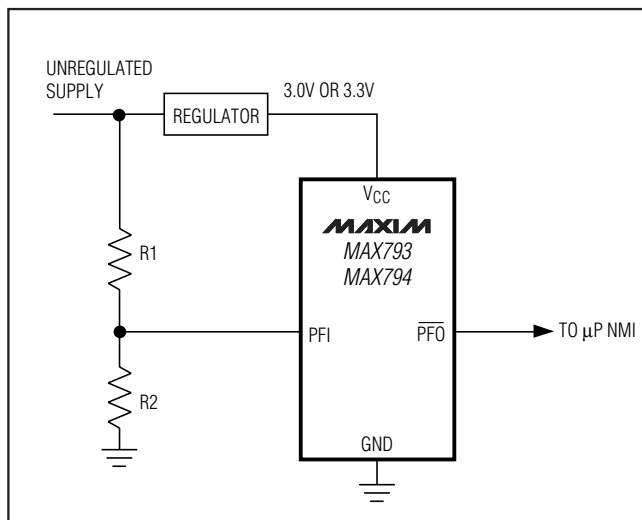 UNREGULATED
SUPPLY
REGULATOR
3.0V OR 3.3V
VCC
MAXIM
MAX793
MAX794
R1
PFI
P̅F̅O̅
TO μP NMI
R2
GND